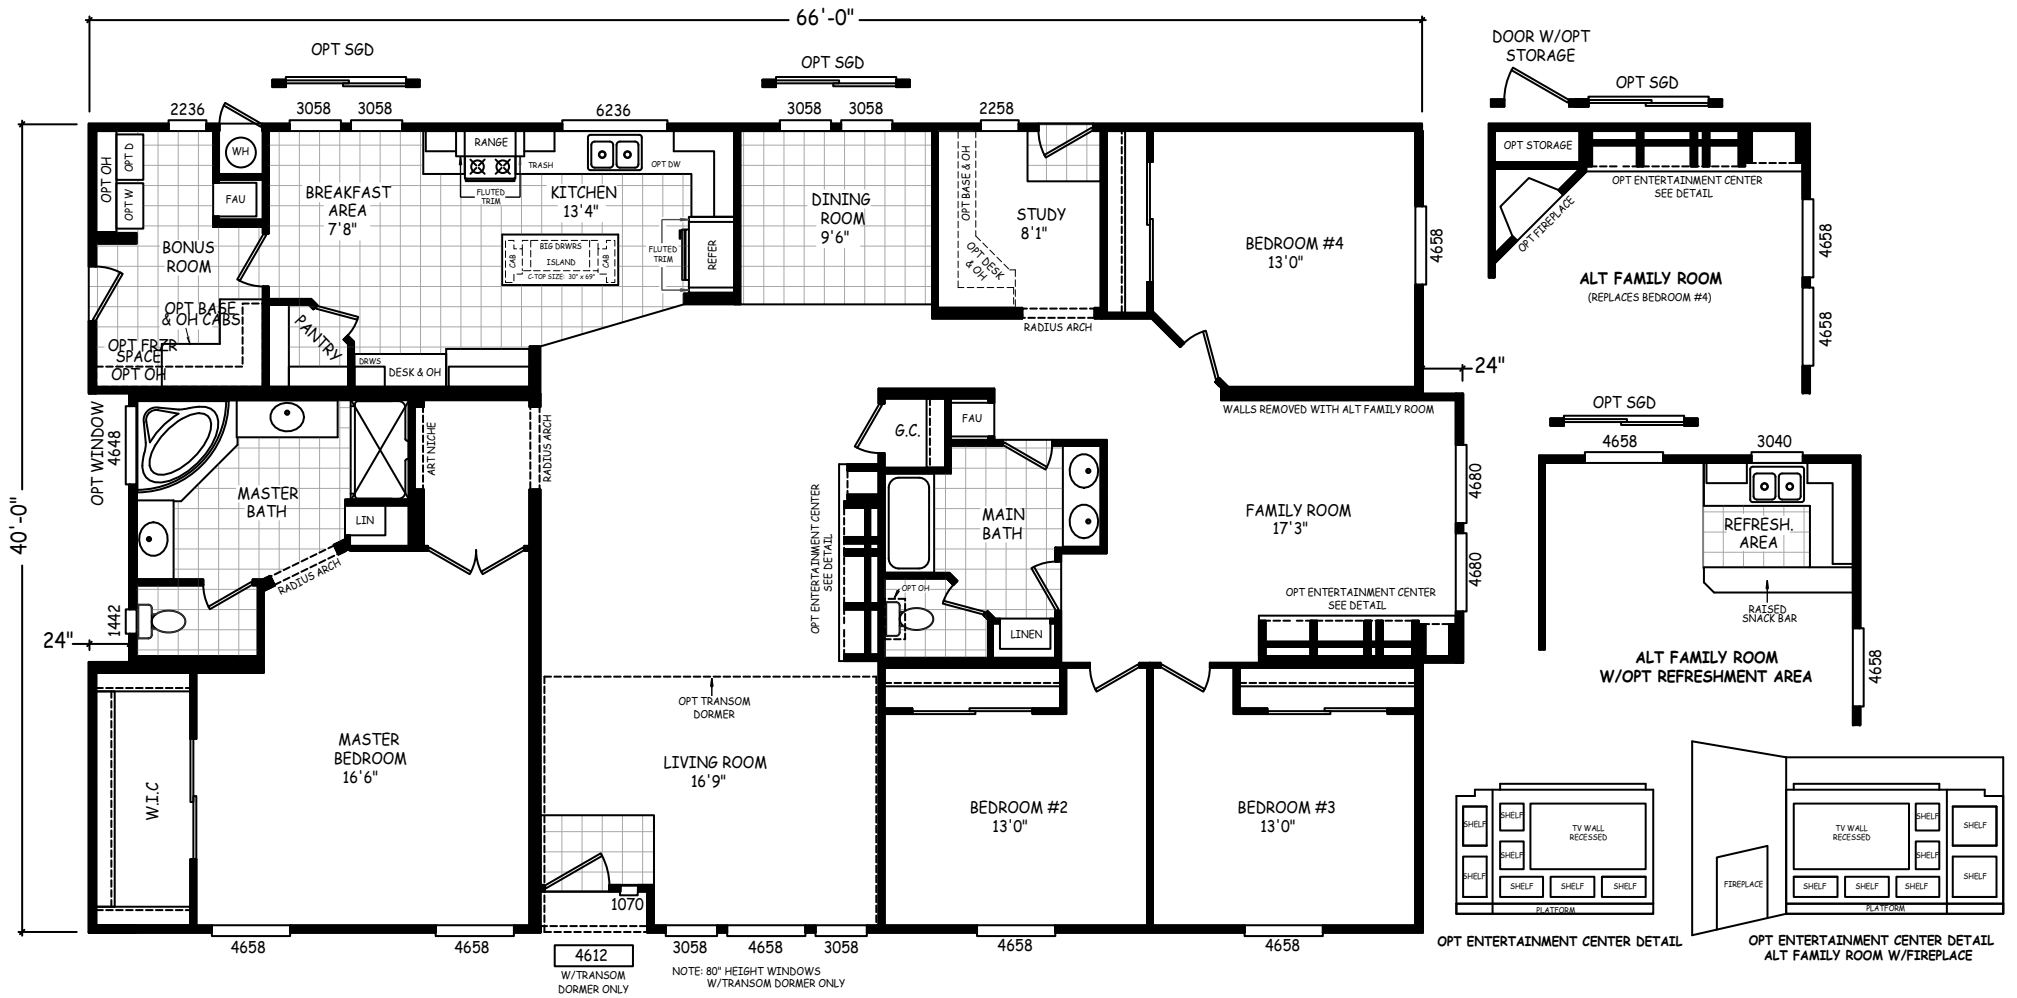 66'-0"
OPT SGD
OPT SGD
DOOR W/OPT
STORAGE
OPT SGD
2236
3058
3058
6236
3058
3058
2258
OPT OH
OPT D
OPT W
WH
FAU
BONUS
ROOM
OPT BASE
& OH CABS
OPT FRZR
SPACE
OPT OH
BREAKFAST
AREA
7'8"
RANGE
TRASH
FLUTED
TRIM
OPT DW
KITCHEN
13'4"
BIG DRWRS
ISLAND
C-TOP SIZE: 30" x 69"
CAB
CAB
FLUTED
TRIM
REFER
PANTRY
DRWS
DESK & OH
DINING
ROOM
9'6"
OPT BASE & OH
OPT DESK
& OH
STUDY
8'1"
RADIUS ARCH
BEDROOM #4
13'0"
4658
24"
WALLS REMOVED WITH ALT FAMILY ROOM
OPT STORAGE
OPT FIREPLACE
OPT ENTERTAINMENT CENTER
SEE DETAIL
ALT FAMILY ROOM
(REPLACES BEDROOM #4)
4658
4658
40'-0"
OPT WINDOW
4648
MASTER
BATH
LIN
RADIUS ARCH
ART NICHE
RADIUS ARCH
1442
24"
G.C.
FAU
MAIN
BATH
OPT OH
LINEN
OPT ENTERTAINMENT CENTER
SEE DETAIL
FAMILY ROOM
17'3"
4680
4680
OPT ENTERTAINMENT CENTER
SEE DETAIL
OPT SGD
4658
3040
REFRESH.
AREA
RAISED
SNACK BAR
ALT FAMILY ROOM
W/OPT REFRESHMENT AREA
4658
W.I.C
MASTER
BEDROOM
16'6"
OPT TRANSOM
DORMER
LIVING ROOM
16'9"
1070
BEDROOM #2
13'0"
BEDROOM #3
13'0"
4658
4658
4612
W/TRANSOM
DORMER ONLY
3058
4658
3058
NOTE: 80" HEIGHT WINDOWS
W/TRANSOM DORMER ONLY
4658
4658
SHELF
SHELF
SHELF
SHELF
TV WALL
RECESSED
SHELF
SHELF
SHELF
PLATFORM
OPT ENTERTAINMENT CENTER DETAIL
FIREPLACE
TV WALL
RECESSED
SHELF
SHELF
SHELF
SHELF
SHELF
SHELF
SHELF
PLATFORM
OPT ENTERTAINMENT CENTER DETAIL
ALT FAMILY ROOM W/FIREPLACE